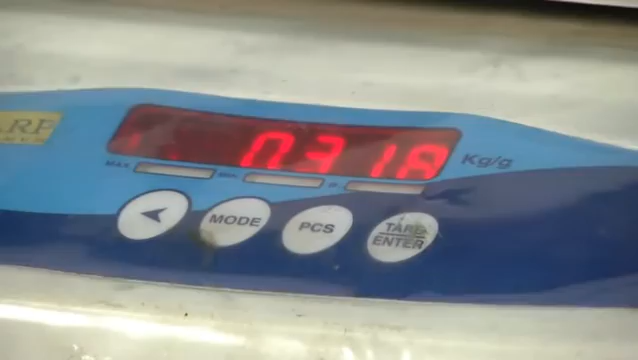 0318
Kg/g
MAX
MODE
PCS
TARE
ENTER